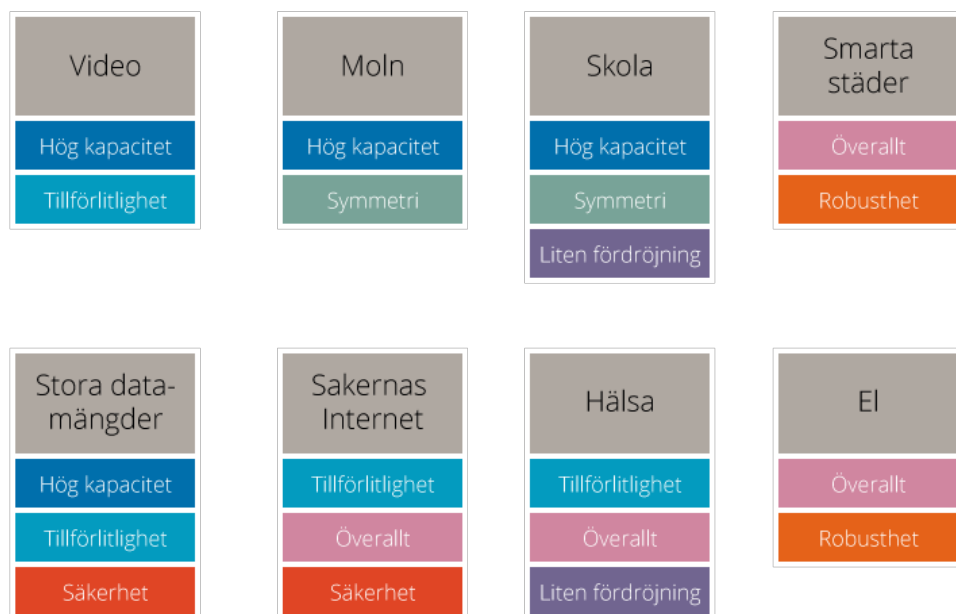 Video
Hög kapacitet
Tillförlitlighet
Moln
Hög kapacitet
Symmetri
Skola
Hög kapacitet
Symmetri
Liten fördröjning
Smarta
städer
Överallt
Robusthet
Stora data-
mängder
Hög kapacitet
Tillförlitlighet
Säkerhet
Sakernas
Internet
Tillförlitlighet
Överallt
Säkerhet
Hälsa
Tillförlitlighet
Överallt
Liten fördröjning
El
Överallt
Robusthet